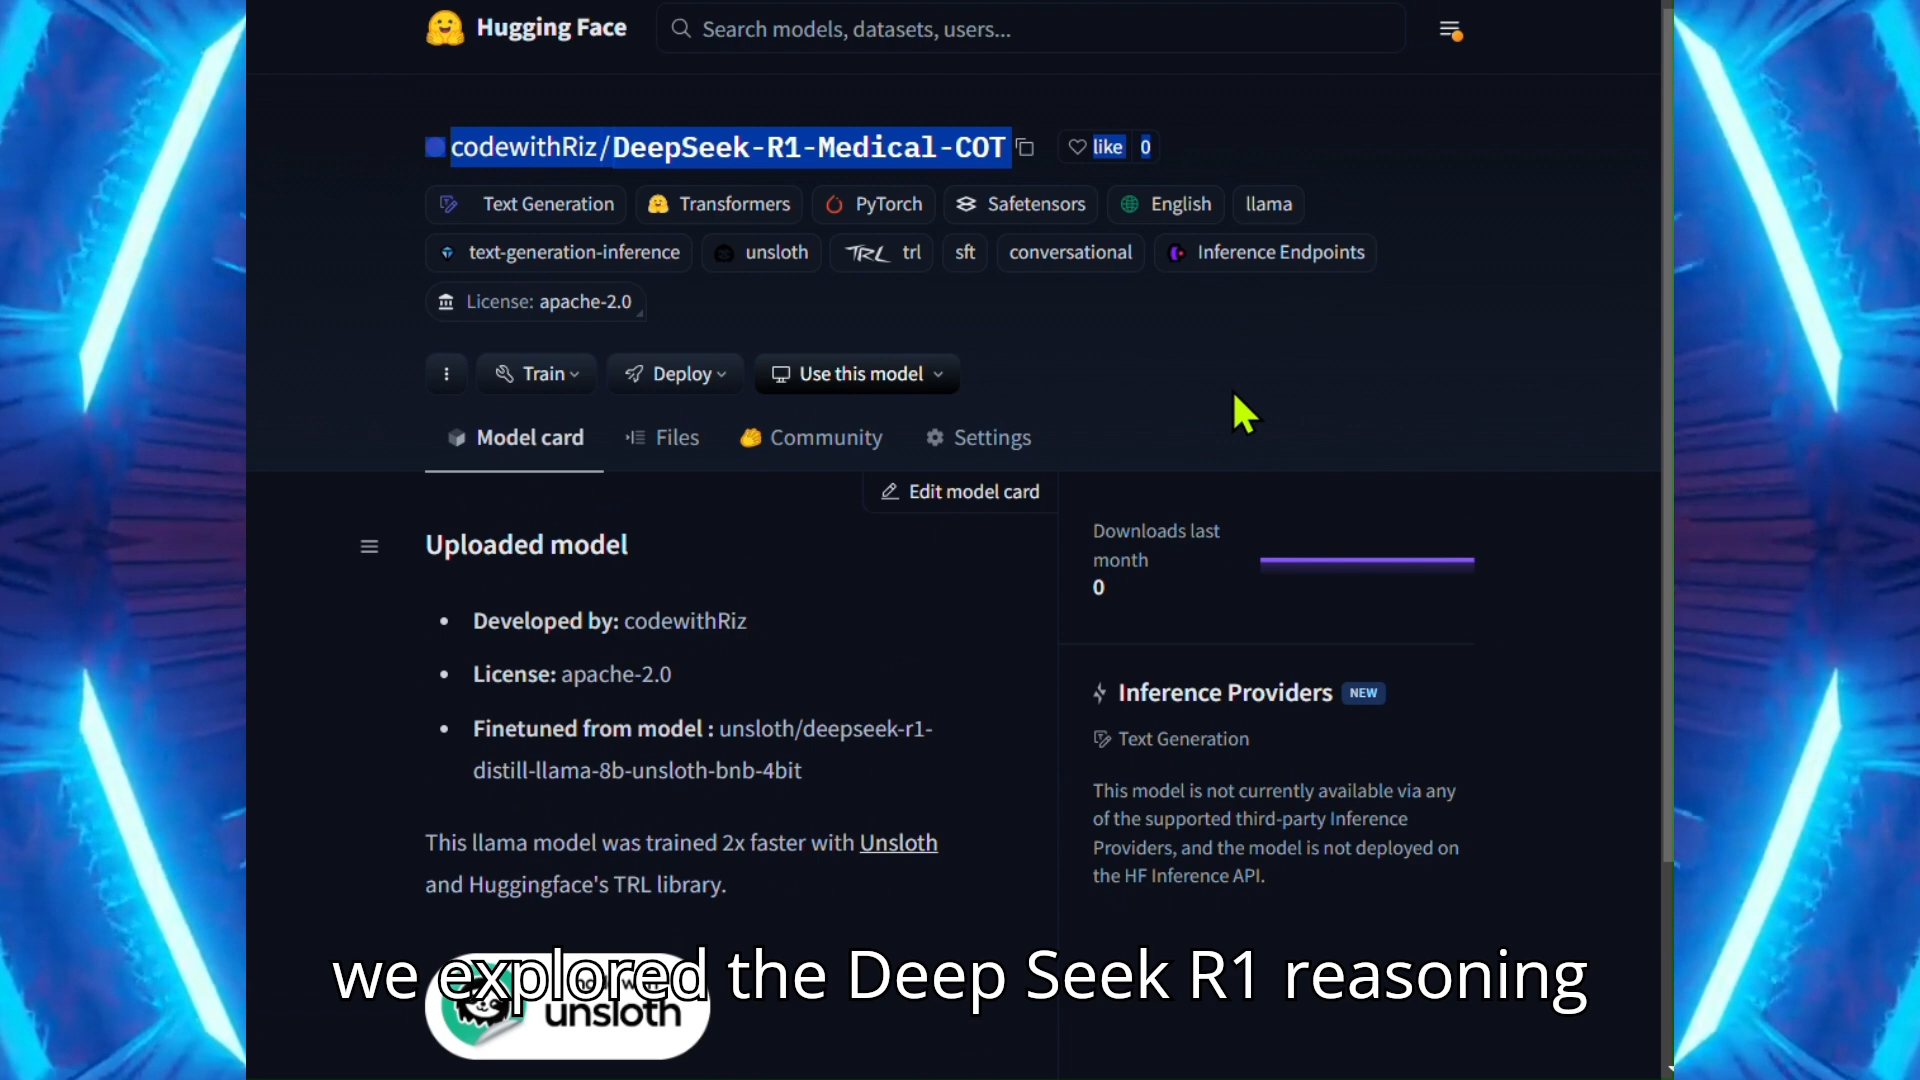 Hugging Face
Search models, datasets, users...
codewithRiz/DeepSeek-R1-Medical-COT
like 0
Text Generation
Transformers
PyTorch
Safetensors
English
llama
text-generation-inference
unsloth
TRL trl
sft
conversational
Inference Endpoints
License: apache-2.0
Train
Deploy
Use this model
Model card
Files
Community
Settings
Edit model card
Uploaded model
• Developed by: codewithRiz
• License: apache-2.0
• Finetuned from model : unsloth/deepseek-r1-
distill-llama-8b-unsloth-bnb-4bit
This llama model was trained 2x faster with Unsloth
and Huggingface's TRL library.
Downloads last
month
0
Inference Providers NEW
Text Generation
This model is not currently available via any
of the supported third-party Inference
Providers, and the model is not deployed on
the HF Inference API.
we explored the Deep Seek R1 reasoning
unsloth